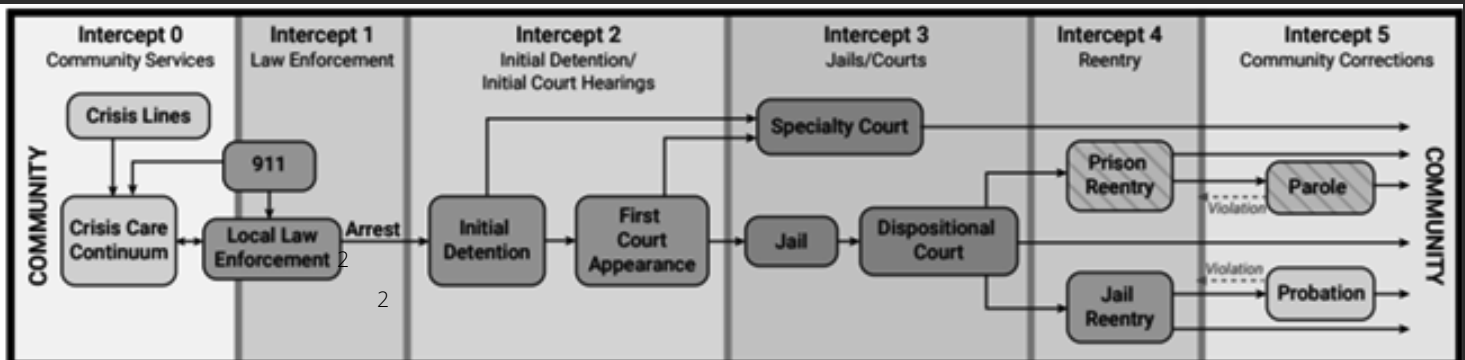 Intercept 0
Community Services
Intercept 1
Law Enforcement
Intercept 2
Initial Detention/
Initial Court Hearings
Intercept 3
Jails/Courts
Intercept 4
Reentry
Intercept 5
Community Corrections
COMMUNITY
Crisis Lines
911
Crisis Care
Continuum
Local Law
Enforcement
2
2
Arrest
Initial
Detention
First
Court
Appearance
Specialty Court
Jail
Dispositional
Court
Prison
Reentry
Jail
Reentry
Violation
Parole
Violation
Probation
COMMUNITY